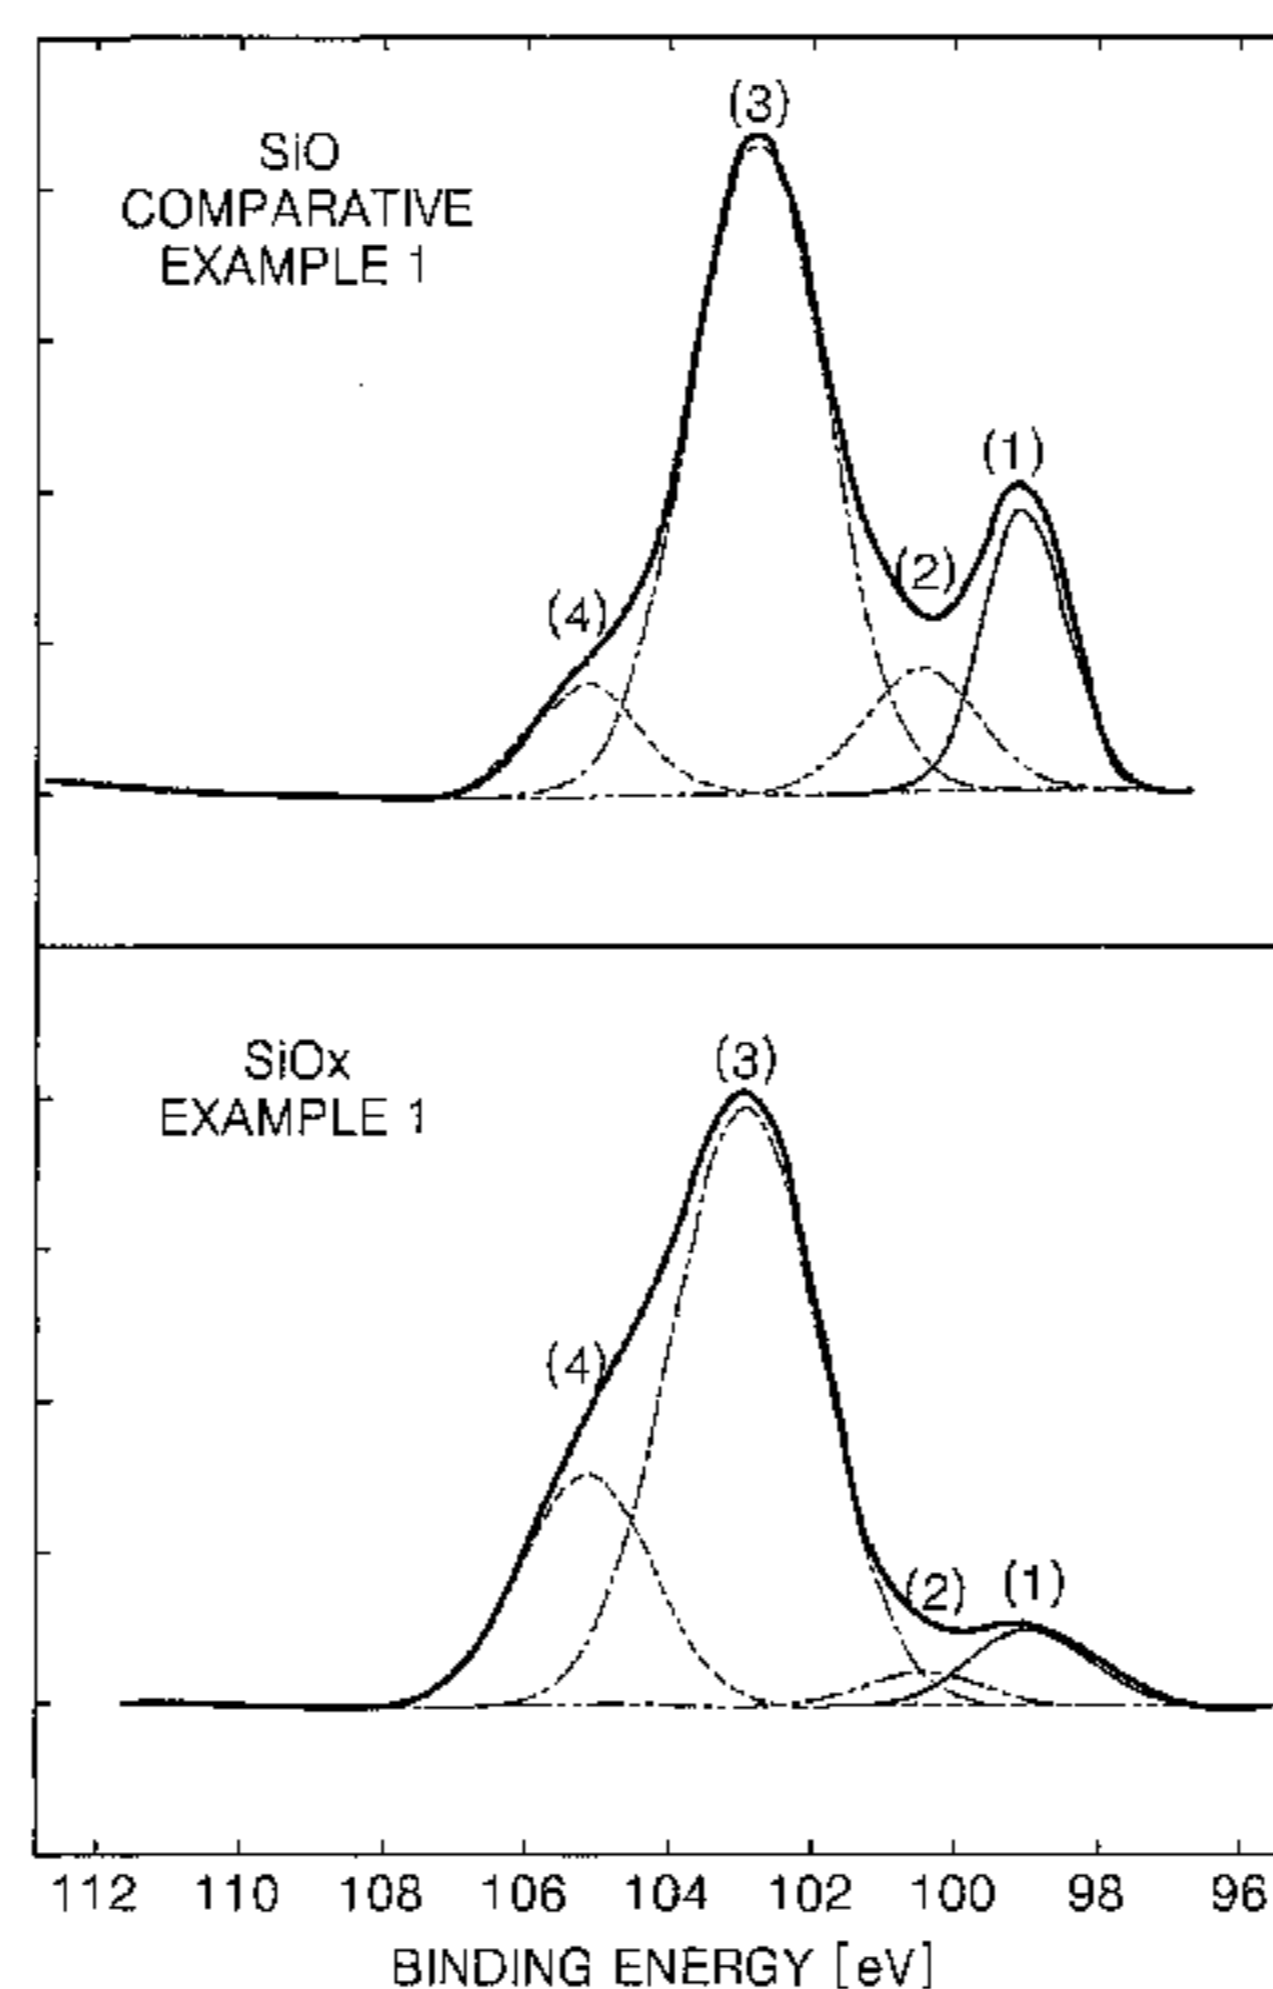 SiO
COMPARATIVE
EXAMPLE 1
(3)
(1)
(2)
(4)
SiOx
EXAMPLE 1
(3)
(4)
(2)
(1)
112 110 108 106 104 102 100 98 96
BINDING ENERGY [eV]